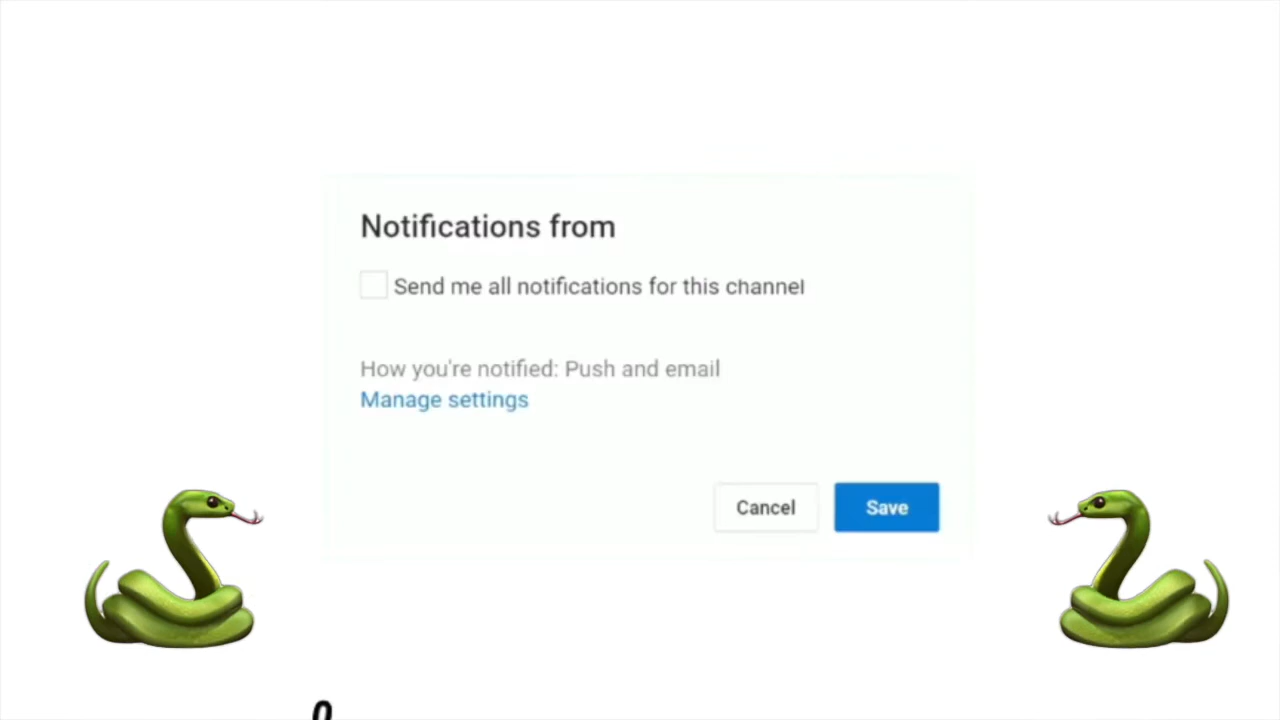 Notifications from
Send me all notifications for this channel
How you're notified: Push and email
Manage settings
Cancel
Save